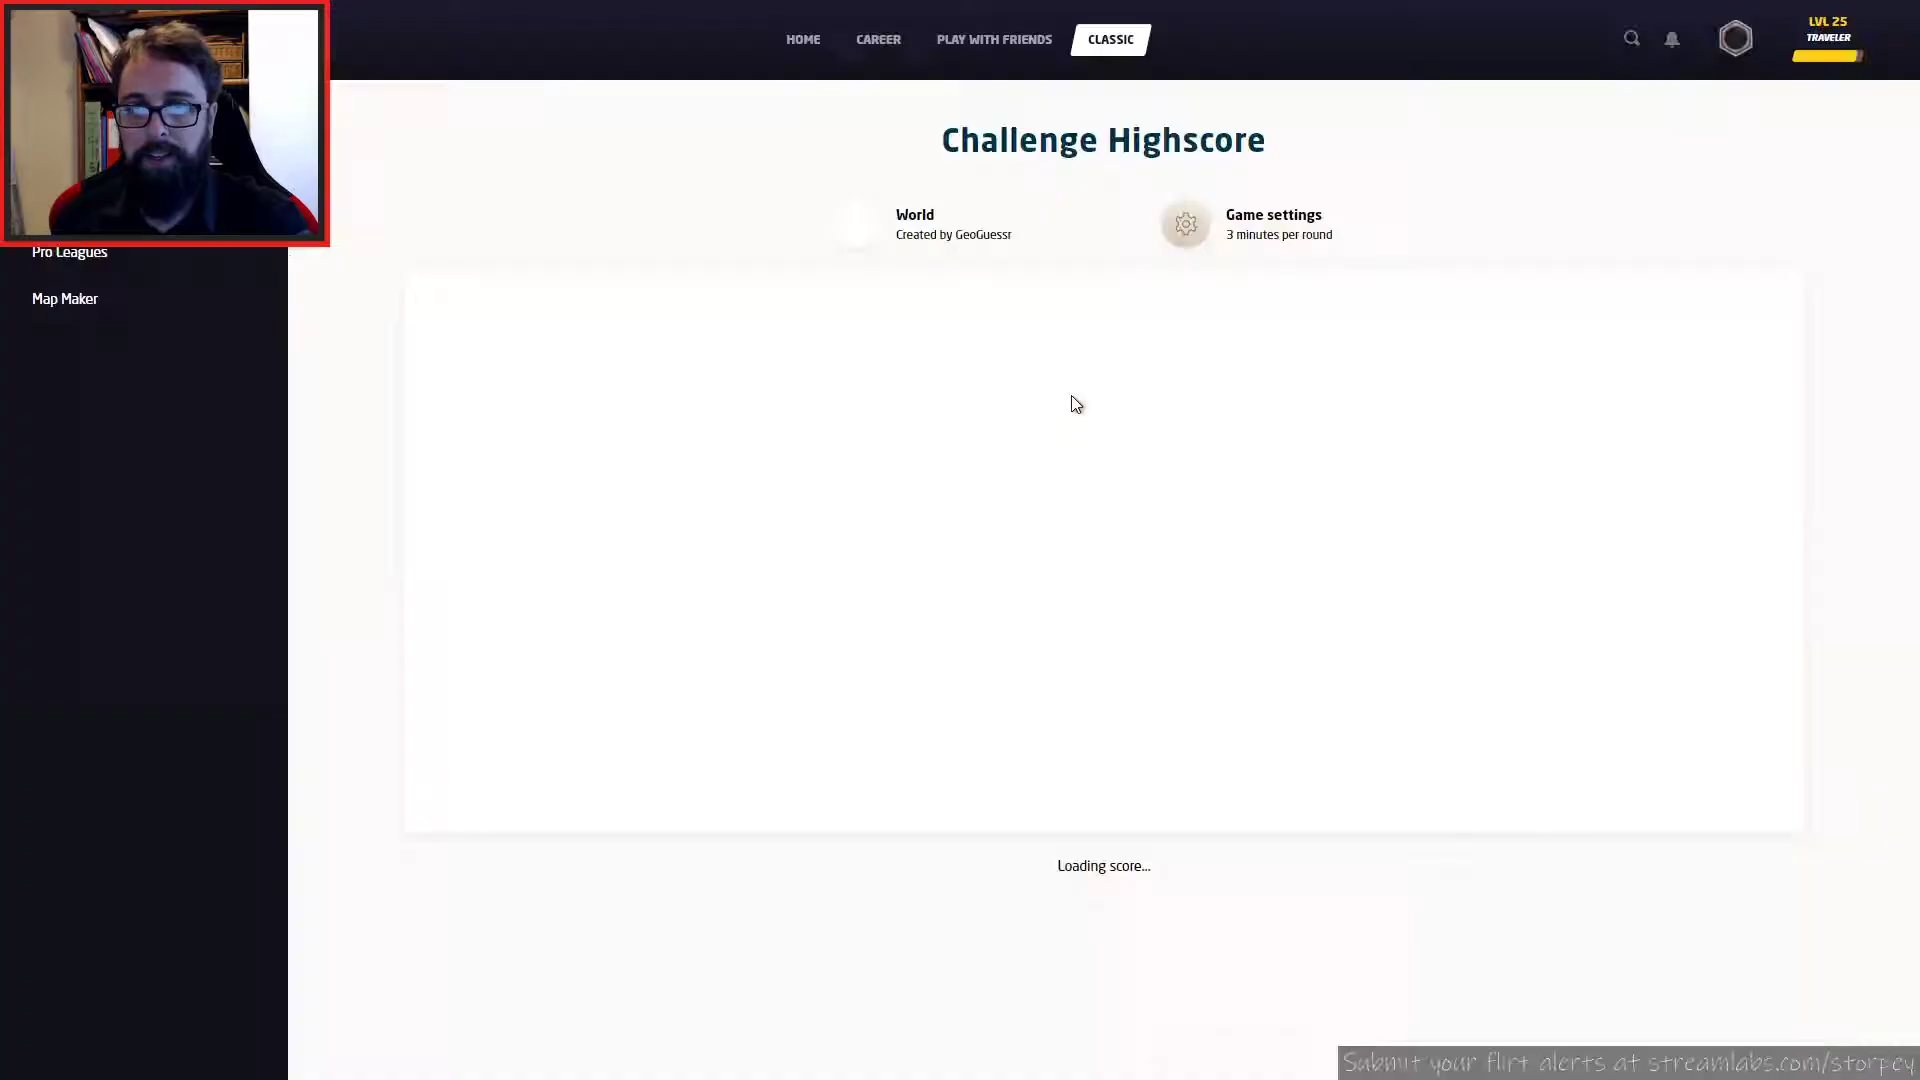 HOME CAREER PLAY WITH FRIENDS CLASSIC
LVL 25
TRAVELER
Challenge Highscore
World
Created by GeoGuessr
Game settings
3 minutes per round
Pro Leagues
Map Maker
Loading score...
Submit your flirt alerts at streamlabs.com/storpey